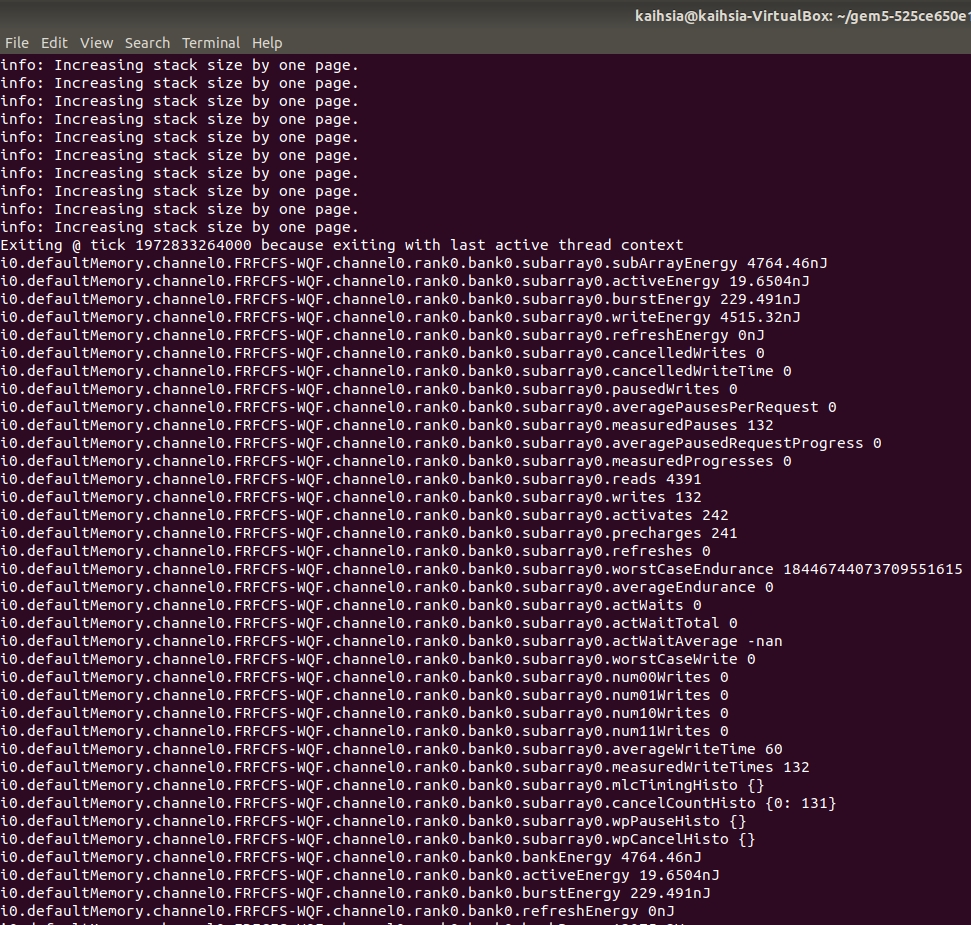 kaihsia@kaihsia-VirtualBox: ~/gem5-525ce650e1
File Edit View Search Terminal Help
info: Increasing stack size by one page.
info: Increasing stack size by one page.
info: Increasing stack size by one page.
info: Increasing stack size by one page.
info: Increasing stack size by one page.
info: Increasing stack size by one page.
info: Increasing stack size by one page.
info: Increasing stack size by one page.
info: Increasing stack size by one page.
info: Increasing stack size by one page.
Exiting @ tick 1972833264000 because exiting with last active thread context
i0.defaultMemory.channel0.FRFCFS-WQF.channel0.rank0.bank0.subarray0.subArrayEnergy 4764.46nJ
i0.defaultMemory.channel0.FRFCFS-WQF.channel0.rank0.bank0.subarray0.activeEnergy 19.6504nJ
i0.defaultMemory.channel0.FRFCFS-WQF.channel0.rank0.bank0.subarray0.burstEnergy 229.491nJ
i0.defaultMemory.channel0.FRFCFS-WQF.channel0.rank0.bank0.subarray0.writeEnergy 4515.32nJ
i0.defaultMemory.channel0.FRFCFS-WQF.channel0.rank0.bank0.subarray0.refreshEnergy 0nJ
i0.defaultMemory.channel0.FRFCFS-WQF.channel0.rank0.bank0.subarray0.cancelledWrites 0
i0.defaultMemory.channel0.FRFCFS-WQF.channel0.rank0.bank0.subarray0.cancelledWriteTime 0
i0.defaultMemory.channel0.FRFCFS-WQF.channel0.rank0.bank0.subarray0.pausedWrites 0
i0.defaultMemory.channel0.FRFCFS-WQF.channel0.rank0.bank0.subarray0.averagePausesPerRequest 0
i0.defaultMemory.channel0.FRFCFS-WQF.channel0.rank0.bank0.subarray0.measuredPauses 132
i0.defaultMemory.channel0.FRFCFS-WQF.channel0.rank0.bank0.subarray0.averagePausedRequestProgress 0
i0.defaultMemory.channel0.FRFCFS-WQF.channel0.rank0.bank0.subarray0.measuredProgresses 0
i0.defaultMemory.channel0.FRFCFS-WQF.channel0.rank0.bank0.subarray0.reads 4391
i0.defaultMemory.channel0.FRFCFS-WQF.channel0.rank0.bank0.subarray0.writes 132
i0.defaultMemory.channel0.FRFCFS-WQF.channel0.rank0.bank0.subarray0.activates 242
i0.defaultMemory.channel0.FRFCFS-WQF.channel0.rank0.bank0.subarray0.precharges 241
i0.defaultMemory.channel0.FRFCFS-WQF.channel0.rank0.bank0.subarray0.refreshes 0
i0.defaultMemory.channel0.FRFCFS-WQF.channel0.rank0.bank0.subarray0.worstCaseEndurance 18446744073709551615
i0.defaultMemory.channel0.FRFCFS-WQF.channel0.rank0.bank0.subarray0.averageEndurance 0
i0.defaultMemory.channel0.FRFCFS-WQF.channel0.rank0.bank0.subarray0.actWaits 0
i0.defaultMemory.channel0.FRFCFS-WQF.channel0.rank0.bank0.subarray0.actWaitTotal 0
i0.defaultMemory.channel0.FRFCFS-WQF.channel0.rank0.bank0.subarray0.actWaitAverage -nan
i0.defaultMemory.channel0.FRFCFS-WQF.channel0.rank0.bank0.subarray0.worstCaseWrite 0
i0.defaultMemory.channel0.FRFCFS-WQF.channel0.rank0.bank0.subarray0.num00Writes 0
i0.defaultMemory.channel0.FRFCFS-WQF.channel0.rank0.bank0.subarray0.num01Writes 0
i0.defaultMemory.channel0.FRFCFS-WQF.channel0.rank0.bank0.subarray0.num10Writes 0
i0.defaultMemory.channel0.FRFCFS-WQF.channel0.rank0.bank0.subarray0.num11Writes 0
i0.defaultMemory.channel0.FRFCFS-WQF.channel0.rank0.bank0.subarray0.averageWriteTime 60
i0.defaultMemory.channel0.FRFCFS-WQF.channel0.rank0.bank0.subarray0.measuredWriteTimes 132
i0.defaultMemory.channel0.FRFCFS-WQF.channel0.rank0.bank0.subarray0.mlcTimingHisto {}
i0.defaultMemory.channel0.FRFCFS-WQF.channel0.rank0.bank0.subarray0.cancelCountHisto {0: 131}
i0.defaultMemory.channel0.FRFCFS-WQF.channel0.rank0.bank0.subarray0.wpPauseHisto {}
i0.defaultMemory.channel0.FRFCFS-WQF.channel0.rank0.bank0.subarray0.wpCancelHisto {}
i0.defaultMemory.channel0.FRFCFS-WQF.channel0.rank0.bank0.bankEnergy 4764.46nJ
i0.defaultMemory.channel0.FRFCFS-WQF.channel0.rank0.bank0.activeEnergy 19.6504nJ
i0.defaultMemory.channel0.FRFCFS-WQF.channel0.rank0.bank0.burstEnergy 229.491nJ
i0.defaultMemory.channel0.FRFCFS-WQF.channel0.rank0.bank0.refreshEnergy 0nJ